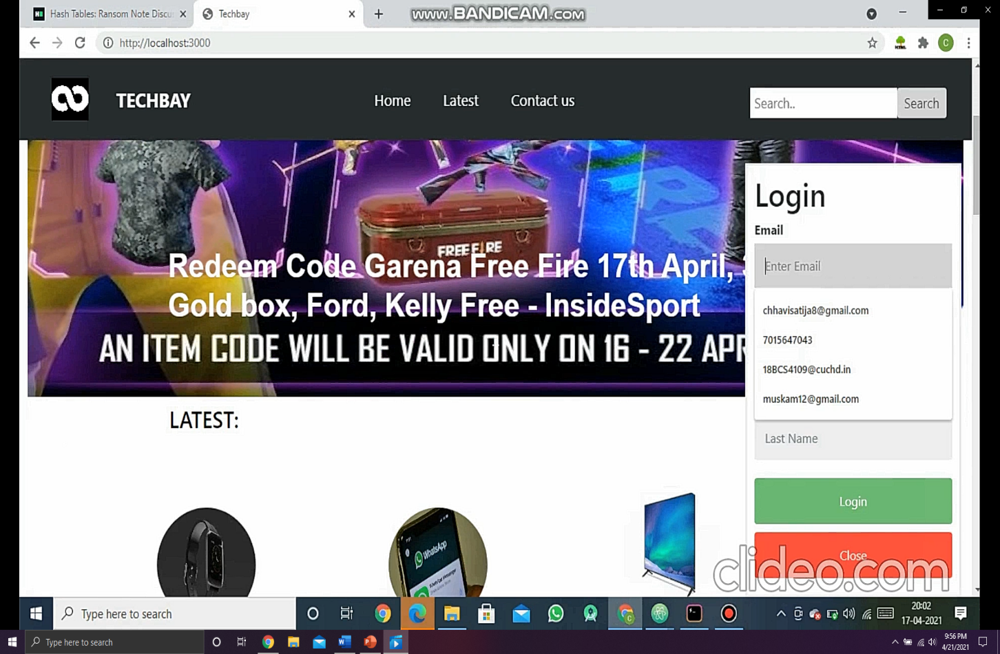 Hash Tables: Ransom Note Discu
Techbay
www.BANDICAM.com
http://localhost:3000
C
TECHBAY
Home
Latest
Contact us
Search..
Search
FREE FIRE
Redeem Code Garena Free Fire 17th April,
Gold box, Ford, Kelly Free - InsideSport
AN ITEM CODE WILL BE VALID ONLY ON 16 - 22 APR
Login
Email
Enter Email
chhavisatija8@gmail.com
7015647043
18BCS4109@cuchd.in
muskam12@gmail.com
Last Name
Login
Close
LATEST:
WhatsApp
clideo.com
Type here to search
20:02
17-04-2021
Type here to search
9:56 PM
4/21/2021